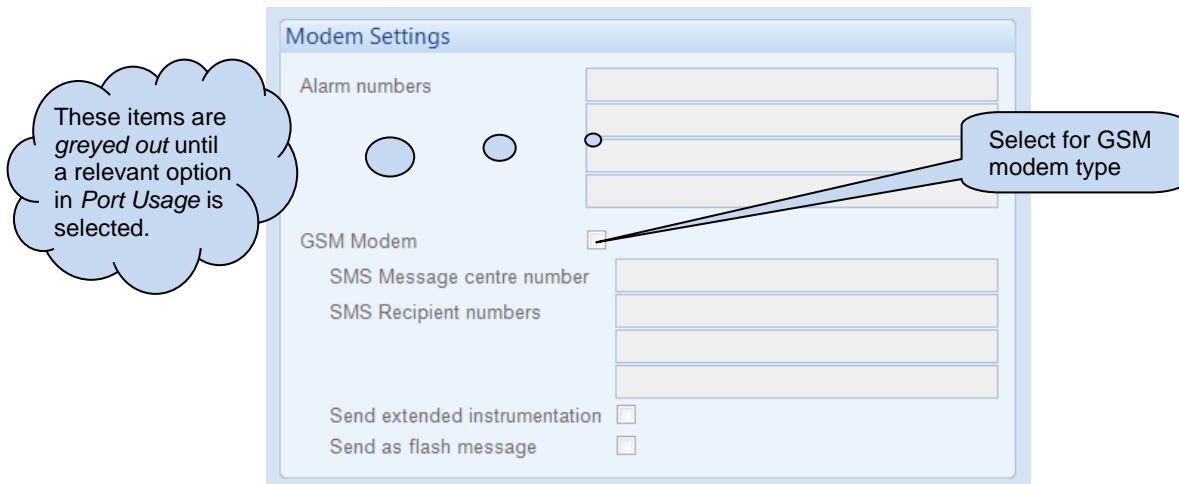 Modem Settings
Alarm numbers
These items are
greyed out until
a relevant option
in Port Usage is
selected.
Select for GSM
modem type
GSM Modem
SMS Message centre number
SMS Recipient numbers
Send extended instrumentation
Send as flash message